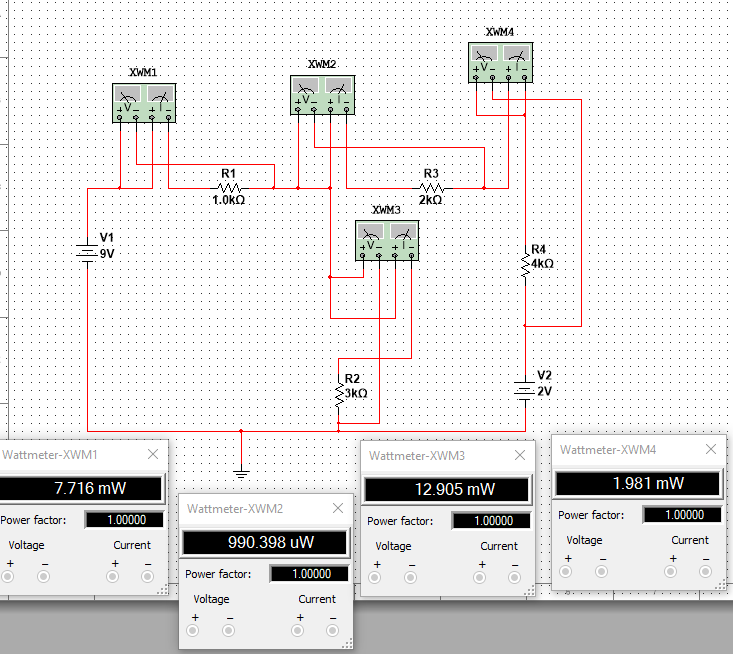 XWM4
XWM2
XWM1
+ V - + I -
+ V - + I -
+ V - + I -
R1
1.0kΩ
R3
2kΩ
XWM3
+ V - + I -
V1
9V
R4
4kΩ
R2
3kΩ
V2
2V
Wattmeter-XWM1
7.716 mW
Power factor: 1.00000
Voltage Current
+ - + -
Wattmeter-XWM2
990.398 uW
Power factor: 1.00000
Voltage Current
+ - + -
Wattmeter-XWM3
12.905 mW
Power factor: 1.00000
Voltage Current
+ - + -
Wattmeter-XWM4
1.981 mW
Power factor: 1.00000
Voltage Current
+ - + -